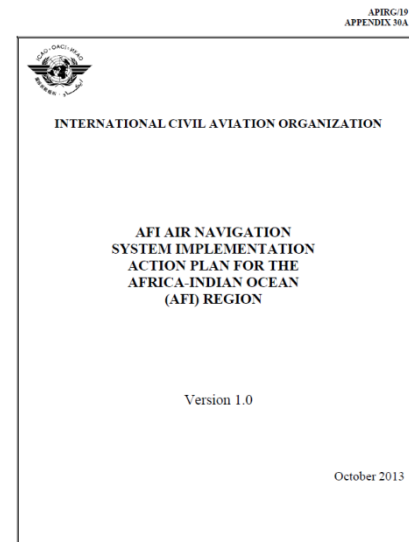 APIRG/19
APPENDIX 30A
INTERNATIONAL CIVIL AVIATION ORGANIZATION
AFI AIR NAVIGATION
SYSTEM IMPLEMENTATION
ACTION PLAN FOR THE
AFRICA-INDIAN OCEAN
(AFI) REGION
Version 1.0
October 2013